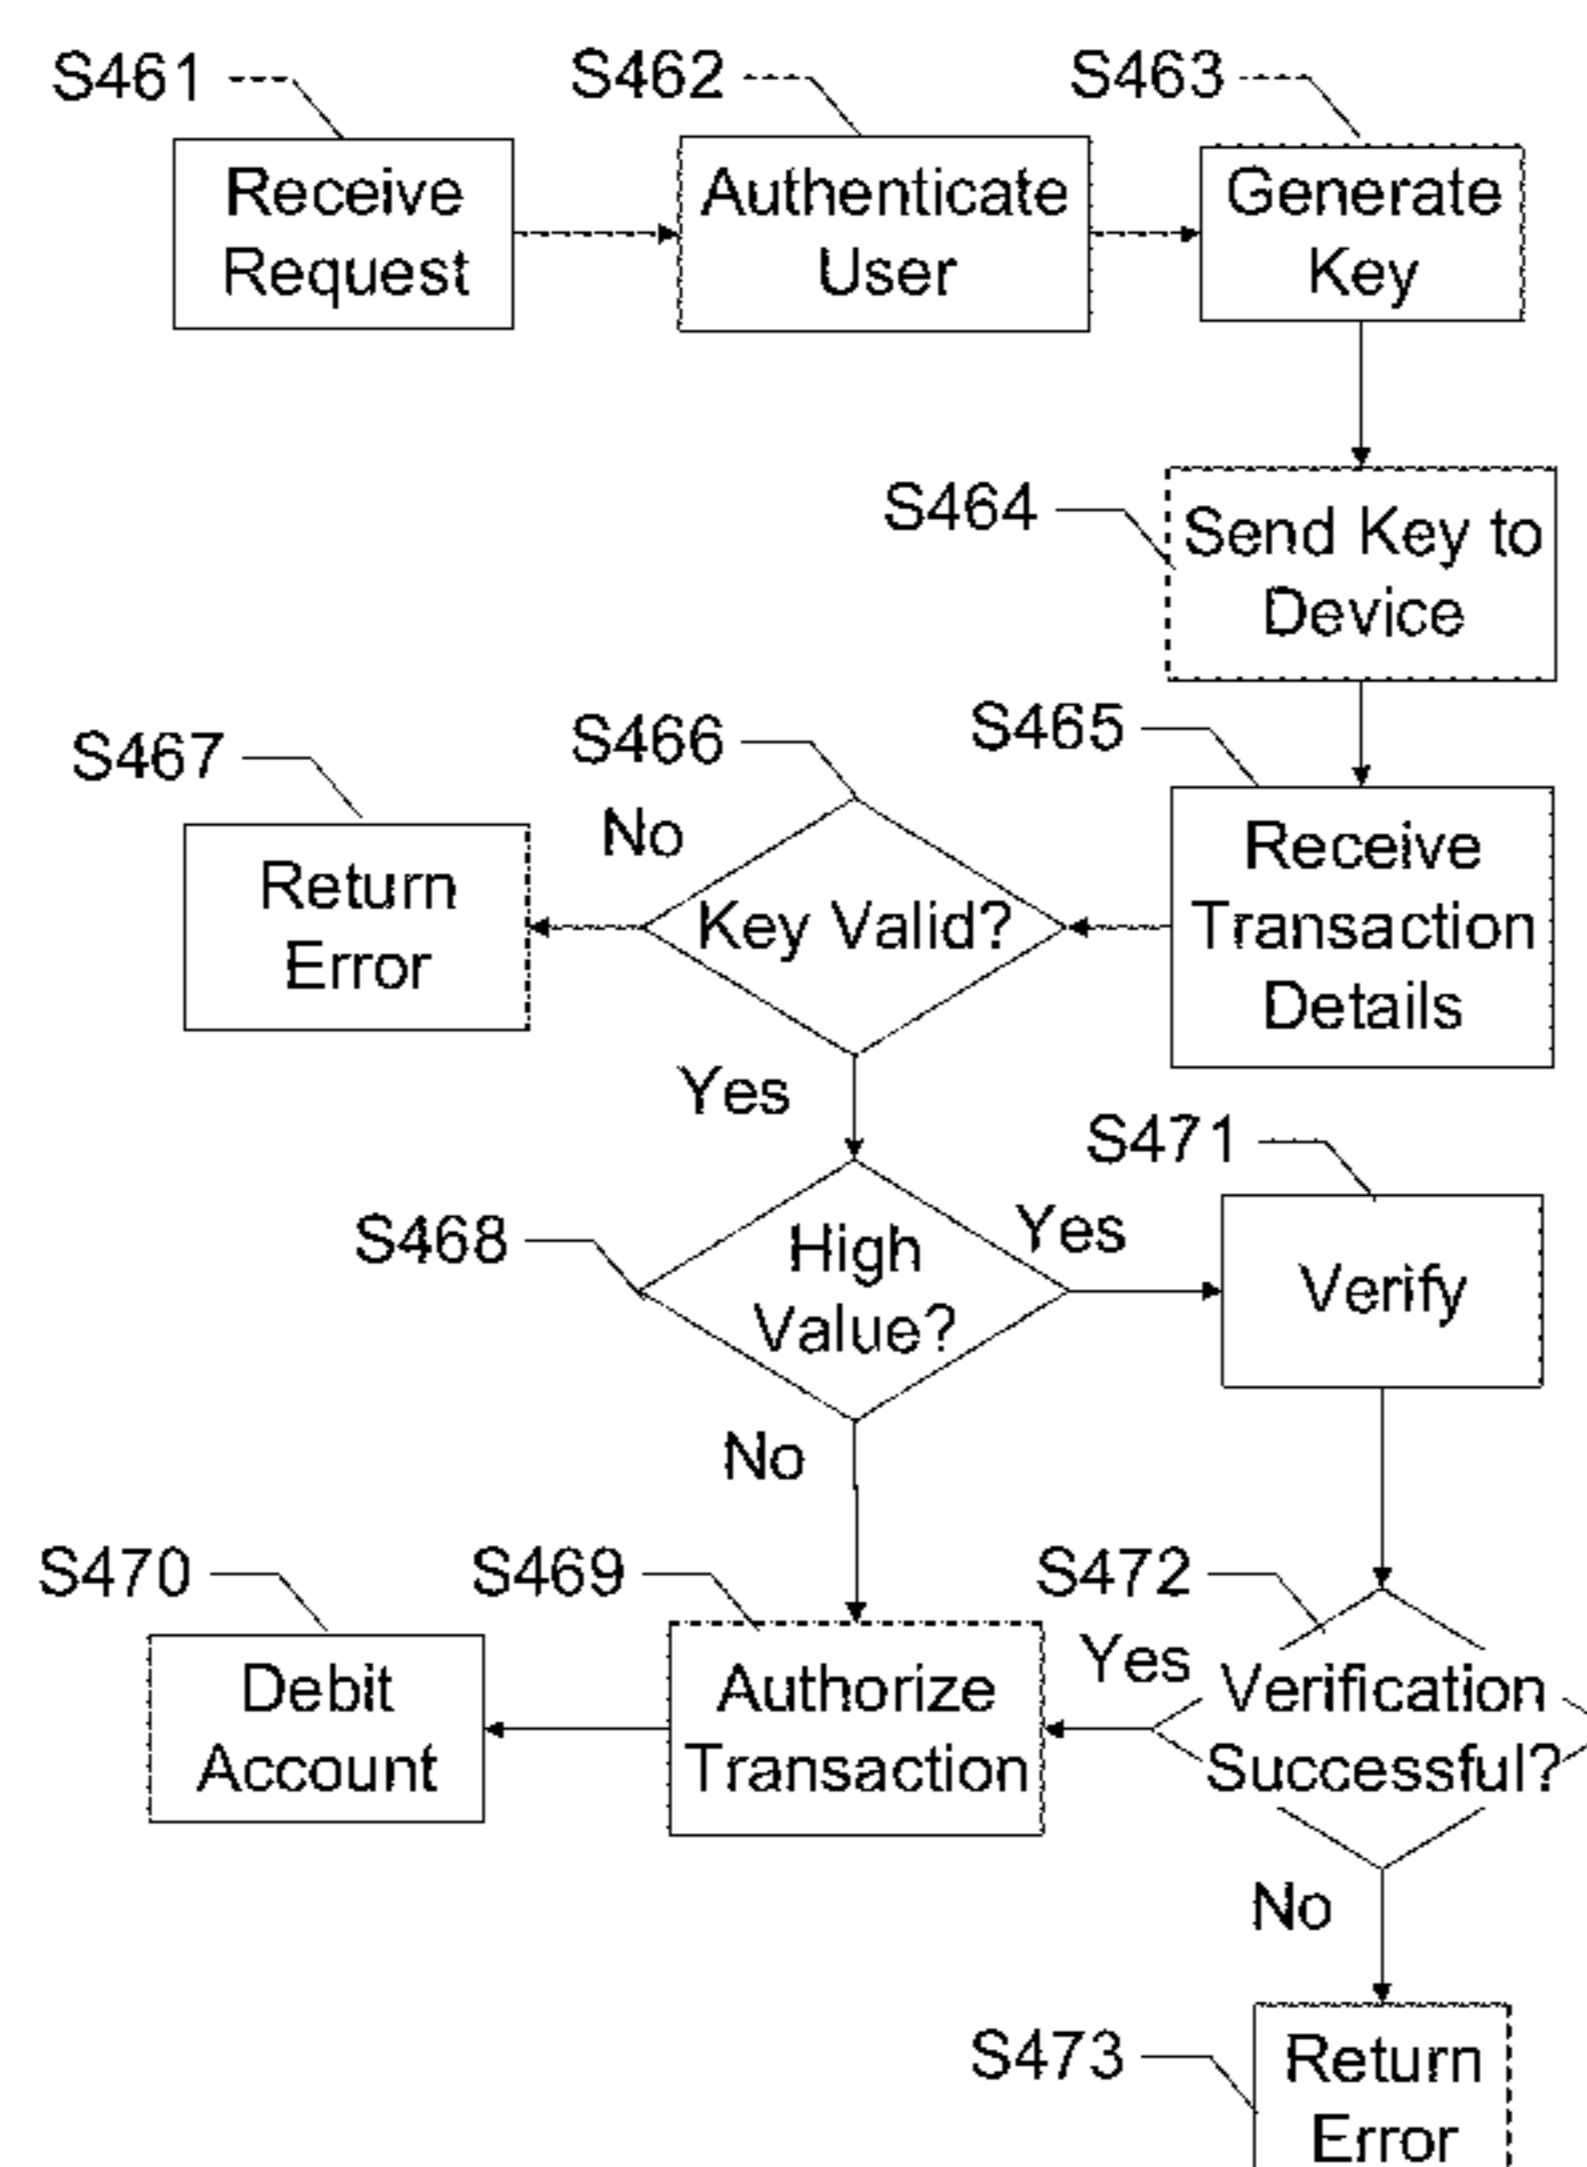 S461
S462
S463
Receive
Request
Authenticate
User
Generate
Key
S464
Send Key to
Device
S465
Receive
Transaction
Details
S466
No
Key Valid?
Yes
S467
Return
Error
S468
High
Value?
Yes
No
S471
Verify
S472
Verification
Successful?
Yes
No
S469
Authorize
Transaction
S470
Debit
Account
S473
Return
Error